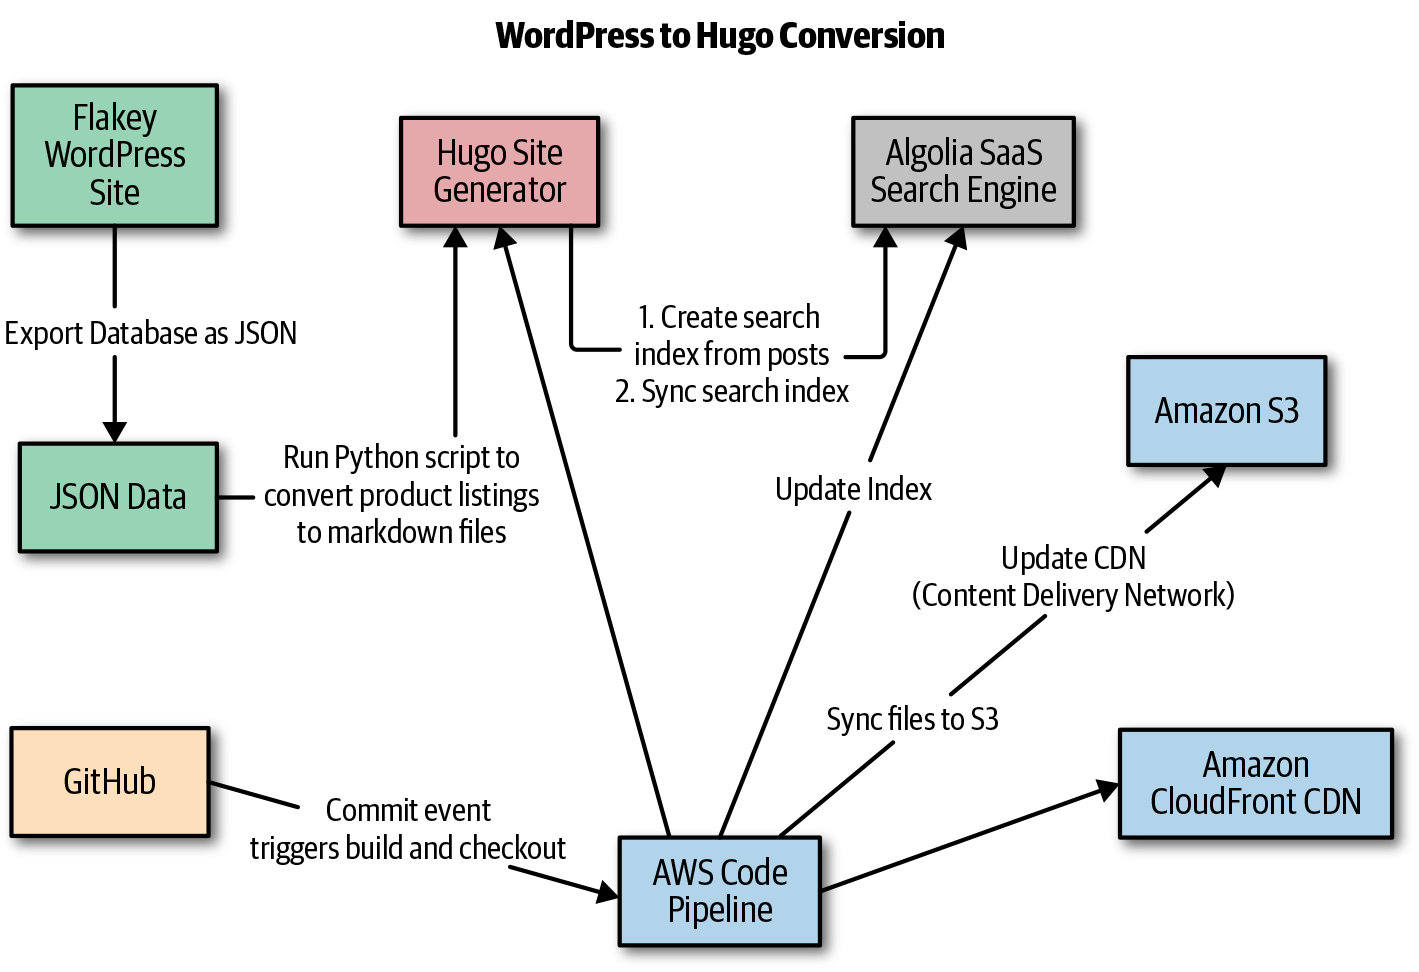 WordPress to Hugo Conversion
Flakey
WordPress
Site
Hugo Site
Generator
Algolia SaaS
Search Engine
Export Database as JSON
1. Create search
index from posts
2. Sync search index
Amazon S3
JSON Data
Run Python script to
convert product listings
to markdown files
Update Index
Update CDN
(Content Delivery Network)
Sync files to S3
GitHub
Commit event
triggers build and checkout
Amazon
CloudFront CDN
AWS Code
Pipeline